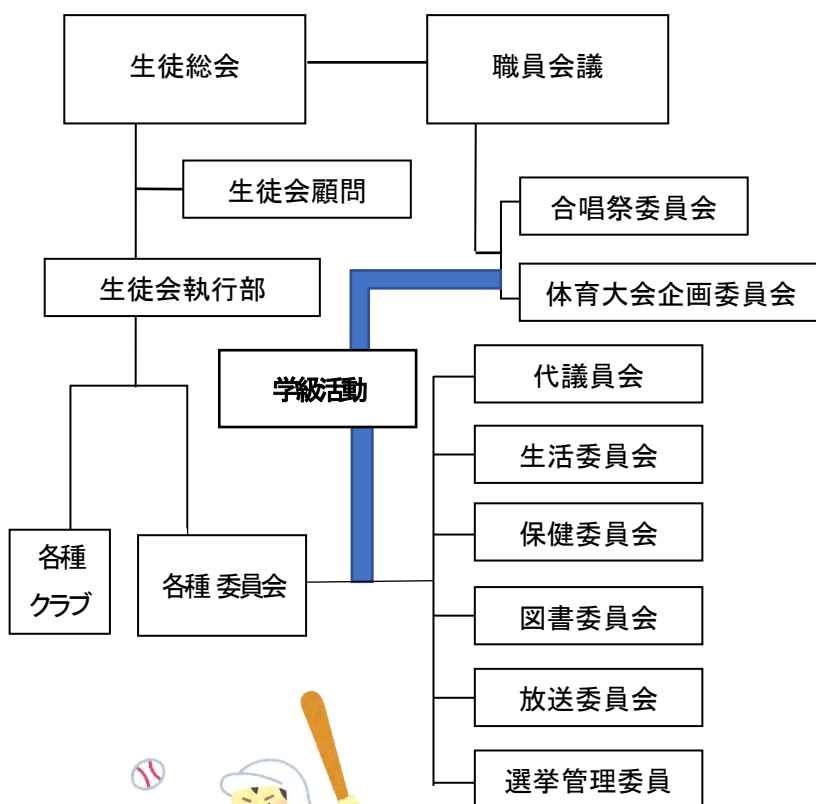 生徒総会
職員会議
生徒会顧問
合唱祭委員会
生徒会執行部
体育大会企画委員会
学級活動
代議員会
生活委員会
保健委員会
各種
クラブ
各種 委員会
図書委員会
放送委員会
選挙管理委員